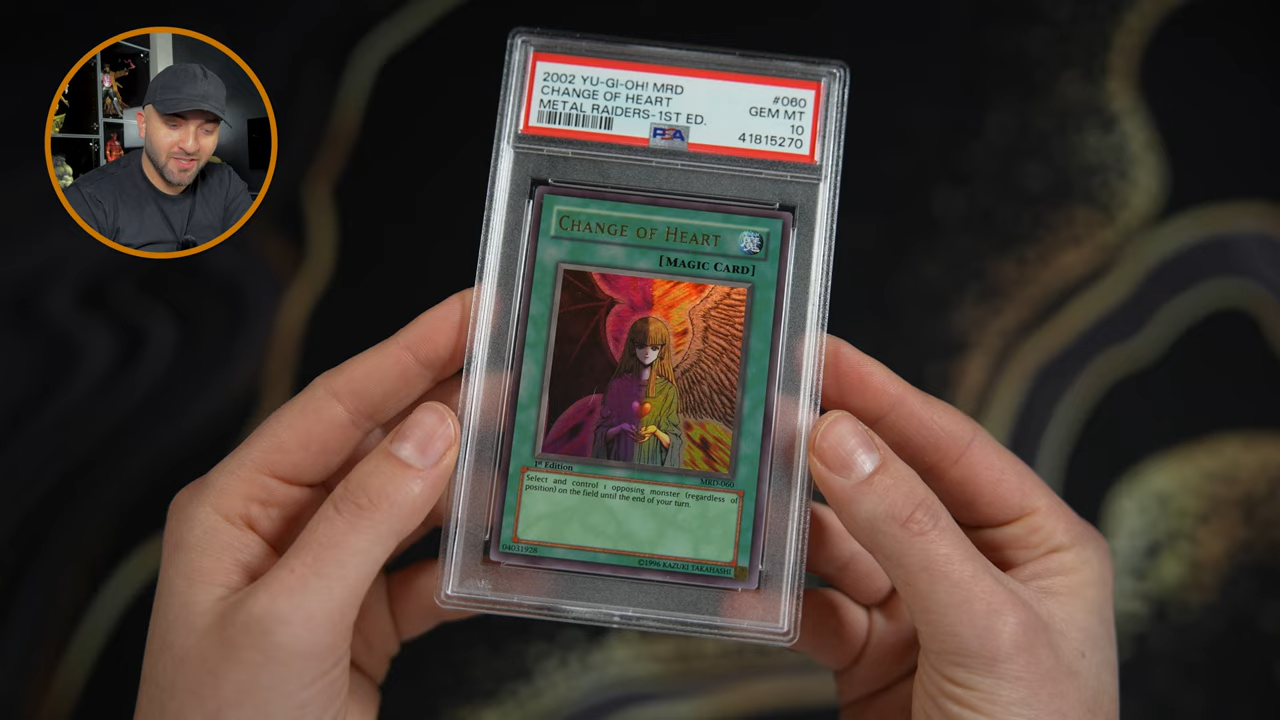 2002 YU-GI-OH! MRD #060
CHANGE OF HEART GEM MT
METAL RAIDERS-1ST ED. 10
PSA 41815270
CHANGE OF HEART
[MAGIC CARD]
1st Edition MRD-060
Select and control 1 opposing monster (regardless of
position) on the field until the end of your turn.
04031928 ©1996 KAZUKI TAKAHASHI